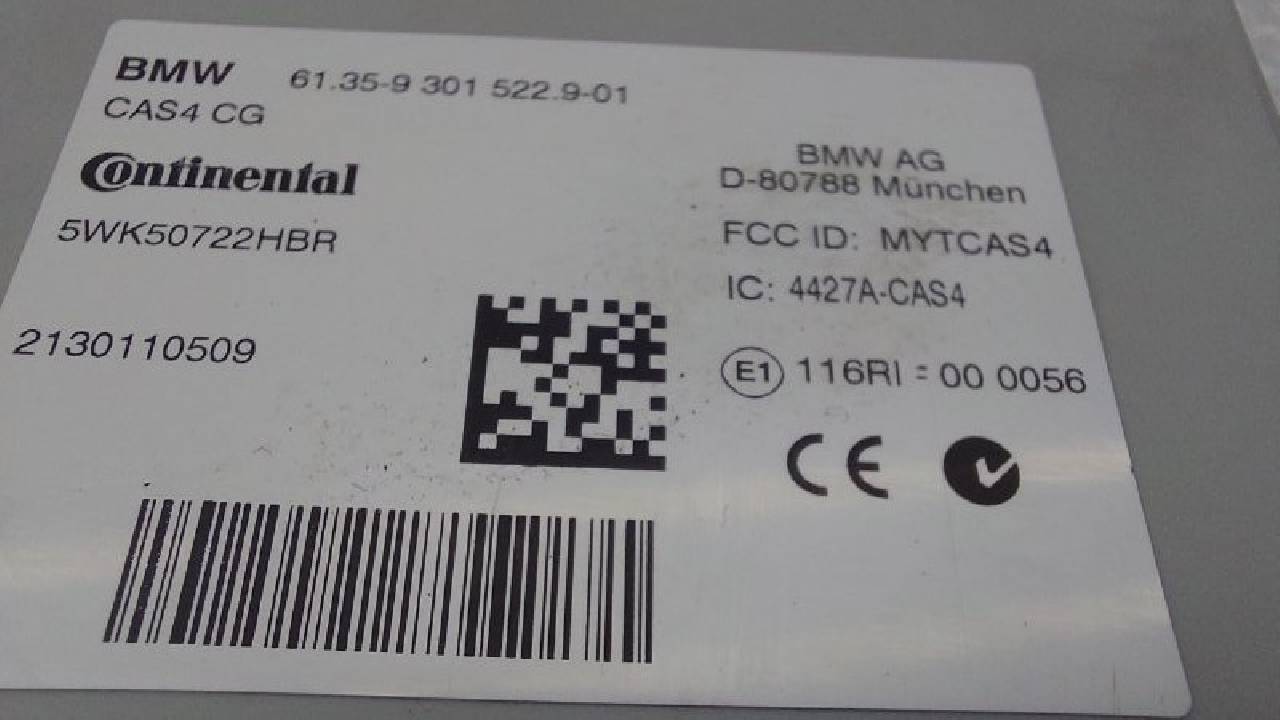 BMW 61.35-9 301 522.9-01
CAS4 CG
Continental
5WK50722HBR
2130110509
BMW AG
D-80788 München
FCC ID: MYTCAS4
IC: 4427A-CAS4
E1 116RI = 00 0056
CE